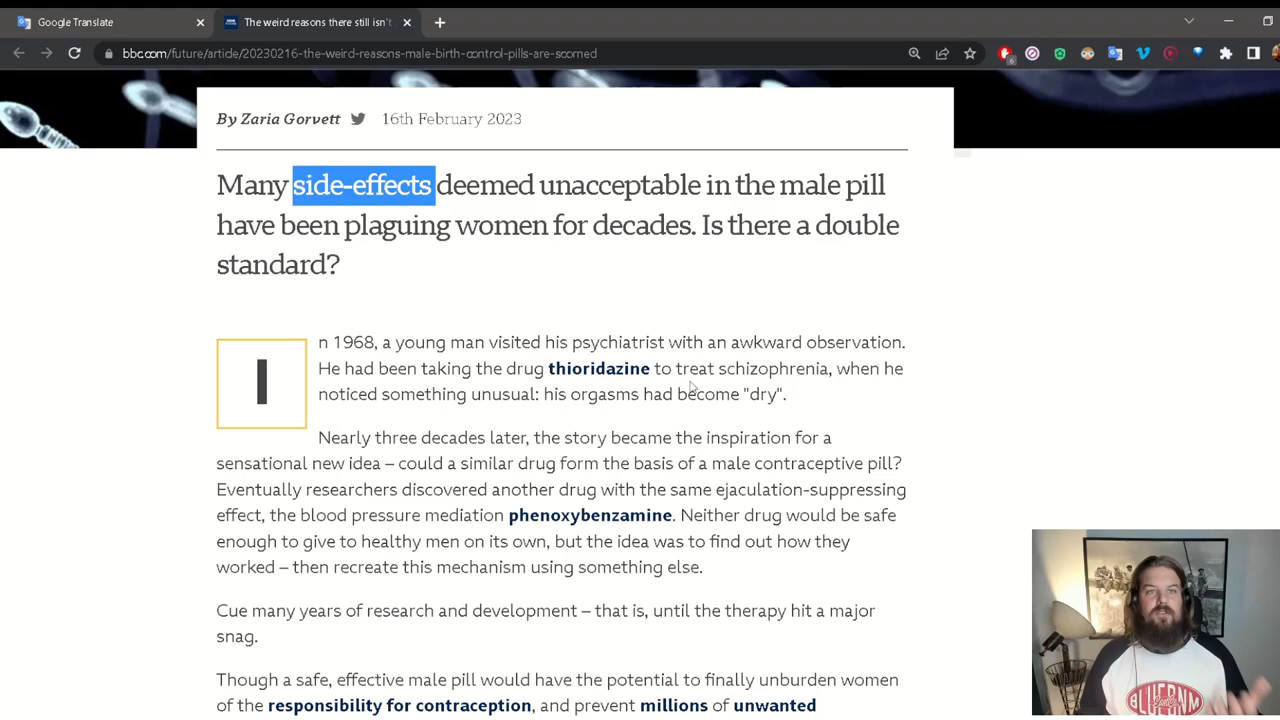 Google Translate
The weird reasons there still isn't
bbc.com/future/article/20230216-the-weird-reasons-male-birth-control-pills-are-scorned
By Zaria Gorvett 16th February 2023
Many side-effects deemed unacceptable in the male pill
have been plaguing women for decades. Is there a double
standard?
In 1968, a young man visited his psychiatrist with an awkward observation.
He had been taking the drug thioridazine to treat schizophrenia, when he
noticed something unusual: his orgasms had become "dry".
Nearly three decades later, the story became the inspiration for a
sensational new idea – could a similar drug form the basis of a male contraceptive pill?
Eventually researchers discovered another drug with the same ejaculation-suppressing
effect, the blood pressure mediation phenoxybenzamine. Neither drug would be safe
enough to give to healthy men on its own, but the idea was to find out how they
worked – then recreate this mechanism using something else.
Cue many years of research and development – that is, until the therapy hit a major
snag.
Though a safe, effective male pill would have the potential to finally unburden women
of the responsibility for contraception, and prevent millions of unwanted